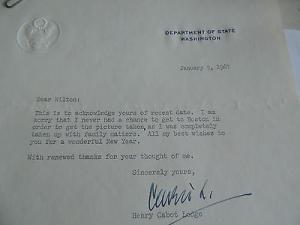 DEPARTMENT OF STATE
WASHINGTON
January 9, 1961
Dear Wilton:
This is to acknowledge yours of recent date. I am
sorry that I never had a chance to get to Boston in
order to get the picture taken, as I was completely
taken up with family matters. All my best wishes to
you for a wonderful New Year.
With renewed thanks for your thought of me.
Sincerely yours,
Henry Cabot Lodge